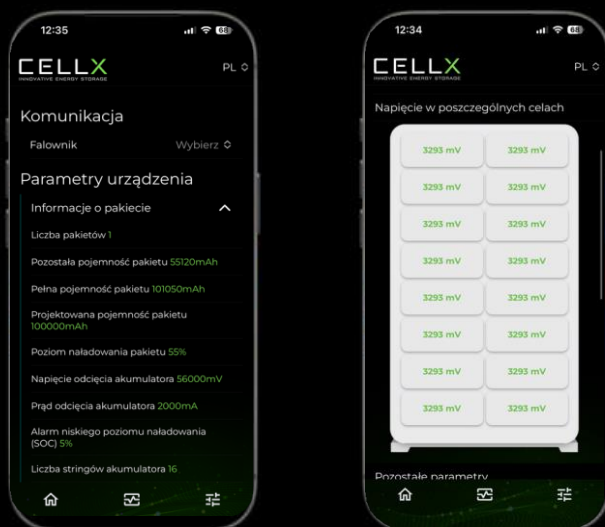 12:35
68
CELLX
INNOVATIVE ENERGY STORAGE
PL
Komunikacja
Falownik Wybierz
Parametry urządzenia
Informacje o pakiecie
Liczba pakietów 1
Pozostała pojemność pakietu 55120mAh
Pełna pojemność pakietu 101050mAh
Projektowana pojemność pakietu
100000mAh
Poziom naładowania pakietu 55%
Napięcie odcięcia akumulatora 56000mV
Prąd odcięcia akumulatora 2000mA
Alarm niskiego poziomu naładowania
(SOC) 5%
Liczba stringów akumulatora 16
12:34
68
CELLX
INNOVATIVE ENERGY STORAGE
PL
Napięcie w poszczególnych celach
3293 mV 3293 mV
3293 mV 3293 mV
3293 mV 3293 mV
3293 mV 3293 mV
3293 mV 3293 mV
3293 mV 3293 mV
3293 mV 3293 mV
3293 mV 3293 mV
Pozostałe parametry